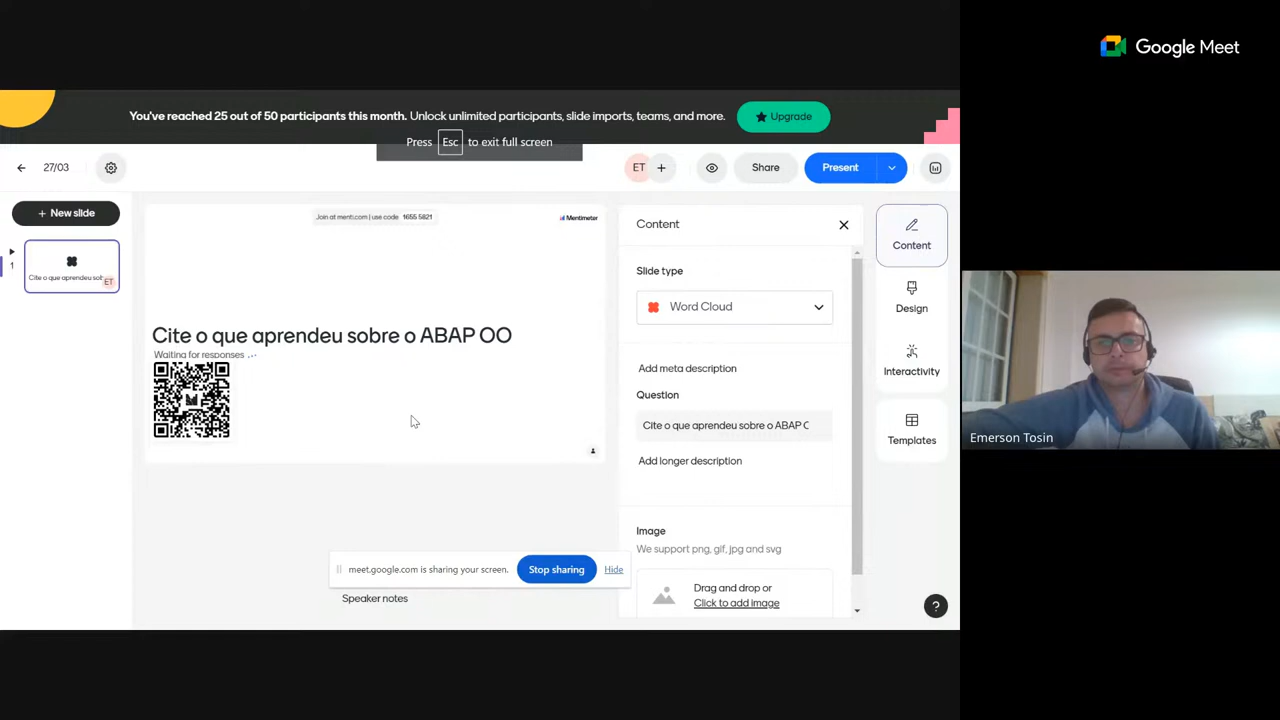 Google Meet
You've reached 25 out of 50 participants this month. Unlock unlimited participants, slide imports, teams, and more.
Upgrade
Press Esc to exit full screen
27/03
ET
Share
Present
+ New slide
1
Cite o que aprendeu sob
ET
Join at menti.com | use code 1655 5821
Mentimeter
Cite o que aprendeu sobre o ABAP OO
Waiting for responses ...
Content
Slide type
Word Cloud
Add meta description
Question
Cite o que aprendeu sobre o ABAP O
Add longer description
Image
We support png, gif, jpg and svg
Drag and drop or
Click to add image
Content
Design
Interactivity
Templates
meet.google.com is sharing your screen.
Stop sharing
Hide
Speaker notes
?
Emerson Tosin